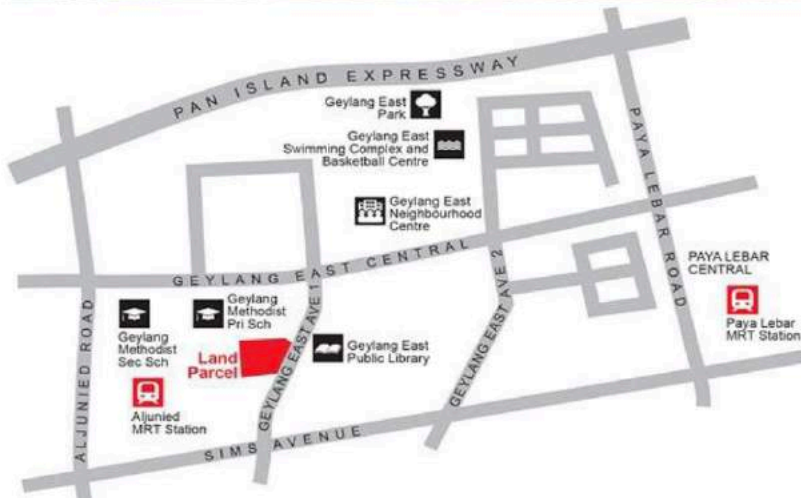 PAN ISLAND EXPRESSWAY
Geylang East
Park
Geylang East
Swimming Complex and
Basketball Centre
PAYA LEBAR ROAD
Geylang East
Neighbourhood
Centre
GEYLANG EAST CENTRAL
GEYLANG EAST AVE 2
PAYA LEBAR
CENTRAL
Paya Lebar
MRT Station
ALJUNIED ROAD
Geylang
Methodist
Sec Sch
Geylang
Methodist
Pri Sch
GEYLANG EAST AVE 1
Geylang East
Public Library
Land
Parcel
Aljunied
MRT Station
SIMS AVENUE